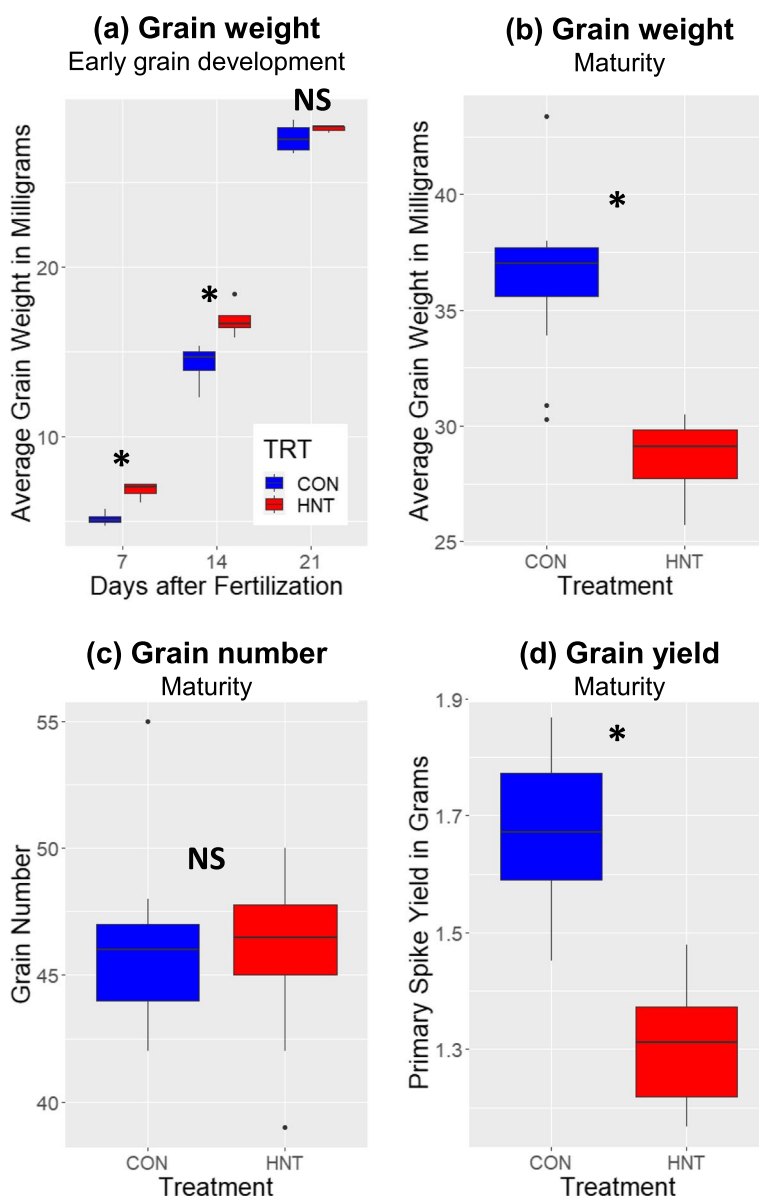 (a) Grain weight
Early grain development
NS
Average Grain Weight in Milligrams
20
10
*
*
TRT
CON
HNT
7 14 21
Days after Fertilization
(b) Grain weight
Maturity
Average Grain Weight in Milligrams
40
35
30
25
*
CON HNT
Treatment
(c) Grain number
Maturity
Grain Number
55
50
45
40
NS
CON HNT
Treatment
(d) Grain yield
Maturity
Primary Spike Yield in Grams
1.9
1.7
1.5
1.3
*
CON HNT
Treatment